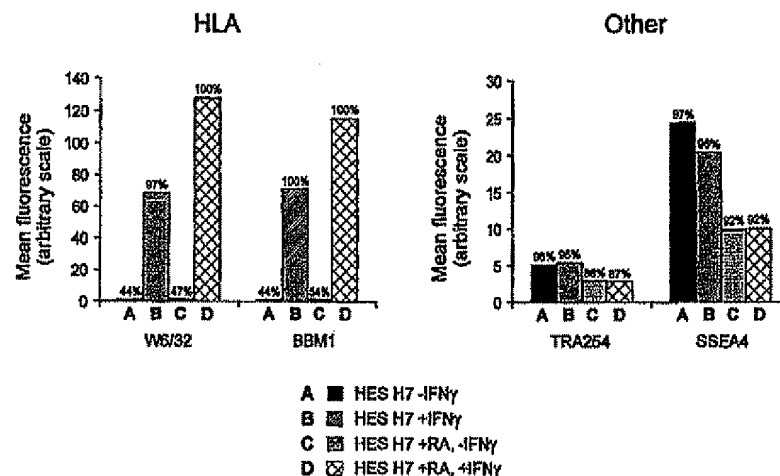 HLA
Mean fluorescence
(arbitrary scale)
140
120
100
80
60
40
20
0
44%
97%
47%
100%
44%
100%
54%
100%
A B C D
A B C D
W6/32
BBM1
Other
Mean fluorescence
(arbitrary scale)
30
25
20
15
10
5
0
96%
87%
97%
92%
92%
A B C D
A B C D
TRA254
SSEA4
A HES H7 -IFNγ
B HES H7 +IFNγ
C HES H7 +RA, -IFNγ
D HES H7 +RA, +IFNγ